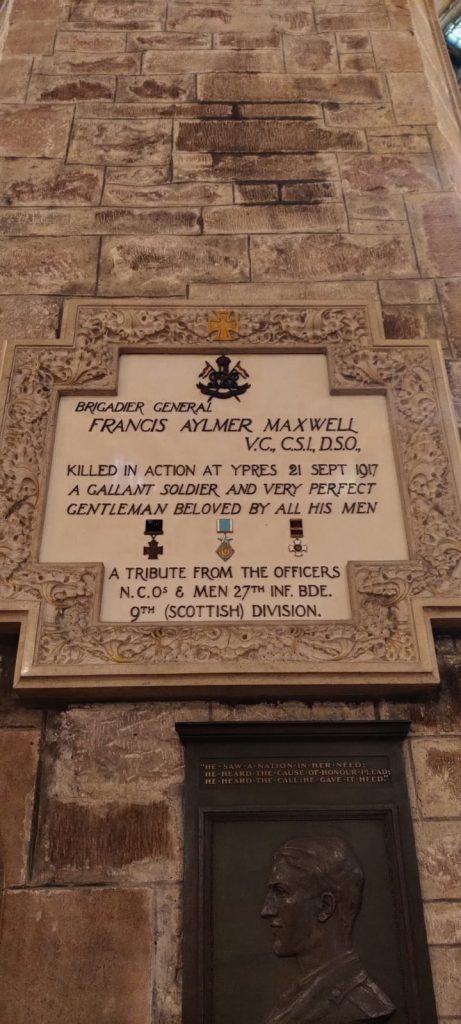 BRIGADIER GENERAL
FRANCIS AYLMER MAXWELL
V.C., C.S.I., D.S.O.,
KILLED IN ACTION AT YPRES 21 SEPT 1917
A GALLANT SOLDIER AND VERY PERFECT
GENTLEMAN BELOVED BY ALL HIS MEN
A TRIBUTE FROM THE OFFICERS
N.C.Os & MEN 27TH INF. BDE.
9TH (SCOTTISH) DIVISION.
"HE·SAW·A·NATION·IN·HER·NEED;
HE·HEARD·THE·CAUSE·OF·HONOUR·PLEAD;
HE·HEARD·THE·CALL; HE·GAVE·IT·HEED."